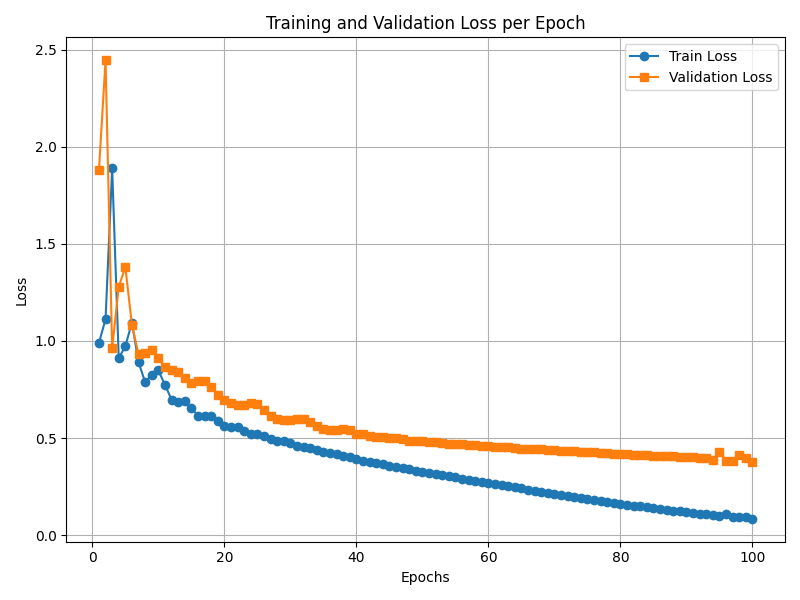 Training and Validation Loss per Epoch
Train Loss
Validation Loss
2.5
2.0
1.5
1.0
0.5
0.0
Loss
0 20 40 60 80 100
Epochs